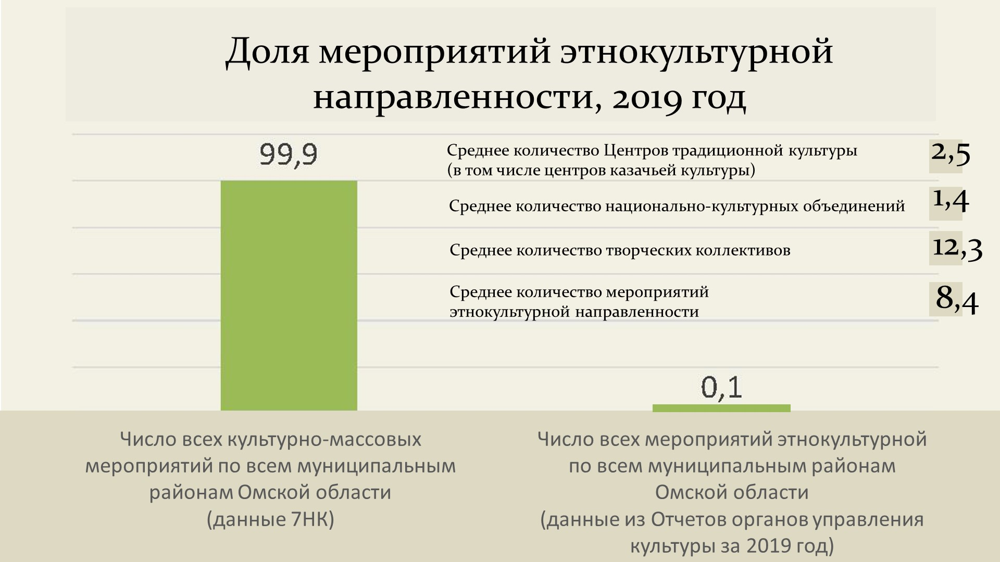 Доля мероприятий этнокультурной
направленности, 2019 год
99,9
Среднее количество Центров традиционной культуры
(в том числе центров казачьей культуры)
2,5
Среднее количество национально-культурных объединений
1,4
Среднее количество творческих коллективов
12,3
Среднее количество мероприятий
этнокультурной направленности
8,4
0,1
Число всех культурно-массовых
мероприятий по всем муниципальным
районам Омской области
(данные 7НК)
Число всех мероприятий этнокультурной
по всем муниципальным районам
Омской области
(данные из Отчетов органов управления
культуры за 2019 год)